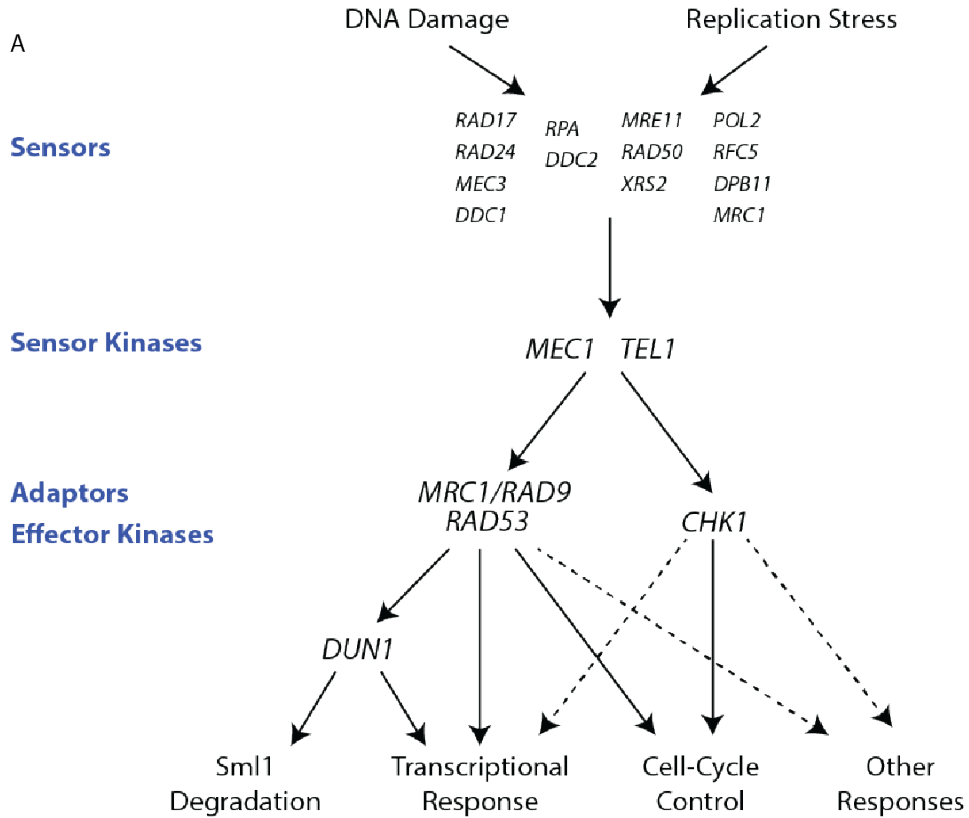 A
DNA Damage
Replication Stress
Sensors
RAD17
RAD24
MEC3
DDC1
RPA
DDC2
MRE11
RAD50
XRS2
POL2
RFC5
DPB11
MRC1
Sensor Kinases
MEC1
TEL1
Adaptors
Effector Kinases
MRC1/RAD9
RAD53
CHK1
DUN1
Sml1
Degradation
Transcriptional
Response
Cell-Cycle
Control
Other
Responses